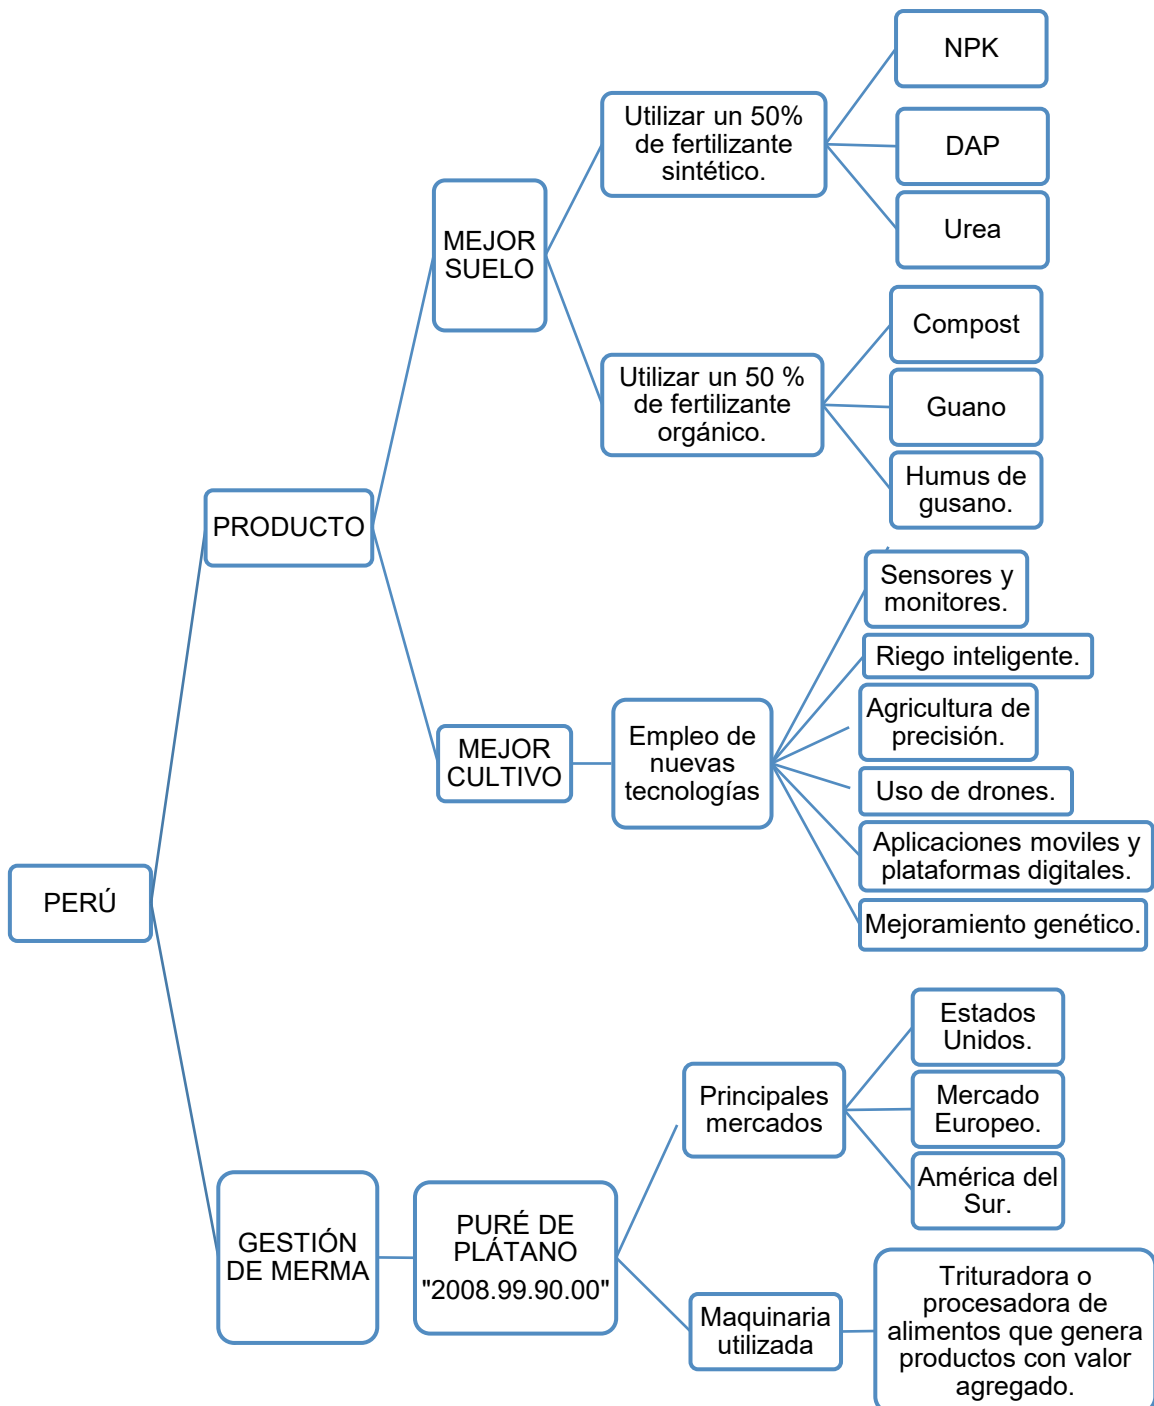 PERÚ
PRODUCTO
MEJOR
SUELO
Utilizar un 50%
de fertilizante
sintético.
NPK
DAP
Urea
Utilizar un 50 %
de fertilizante
orgánico.
Compost
Guano
Humus de
gusano.
MEJOR
CULTIVO
Empleo de
nuevas
tecnologías
Sensores y
monitores.
Riego inteligente.
Agricultura de
precisión.
Uso de drones.
Aplicaciones moviles y
plataformas digitales.
Mejoramiento genético.
GESTIÓN
DE MERMA
PURÉ DE
PLÁTANO
"2008.99.90.00"
Principales
mercados
Estados
Unidos.
Mercado
Europeo.
América del
Sur.
Maquinaria
utilizada
Trituradora o
procesadora de
alimentos que genera
productos con valor
agregado.